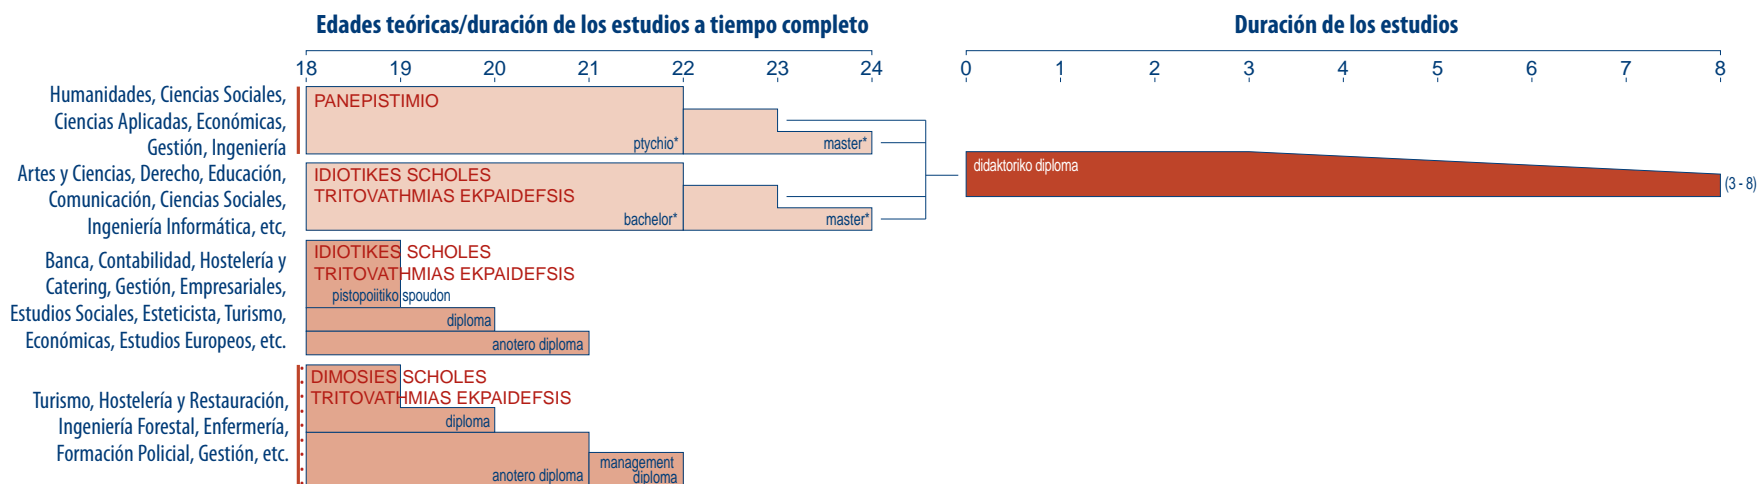 Edades teóricas/duración de los estudios a tiempo completo
Duración de los estudios
18 19 20 21 22 23 24
0 1 2 3 4 5 6 7 8
Humanidades, Ciencias Sociales,
Ciencias Aplicadas, Económicas,
Gestión, Ingeniería
PANEPISTIMIO
ptychio*
master*
Artes y Ciencias, Derecho, Educación,
Comunicación, Ciencias Sociales,
Ingeniería Informática, etc,
IDIOTIKES SCHOLES
TRITOVATHMIAS EKPAIDEFSIS
bachelor*
master*
didaktoriko diploma
(3 - 8)
Banca, Contabilidad, Hostelería y
Catering, Gestión, Empresariales,
Estudios Sociales, Esteticista, Turismo,
Económicas, Estudios Europeos, etc.
IDIOTIKES SCHOLES
TRITOVATHMIAS EKPAIDEFSIS
pistopoiitiko spoudon
diploma
anotero diploma
Turismo, Hostelería y Restauración,
Ingeniería Forestal, Enfermería,
Formación Policial, Gestión, etc.
DIMOSIES SCHOLES
TRITOVATHMIAS EKPAIDEFSIS
diploma
anotero diploma
management
diploma